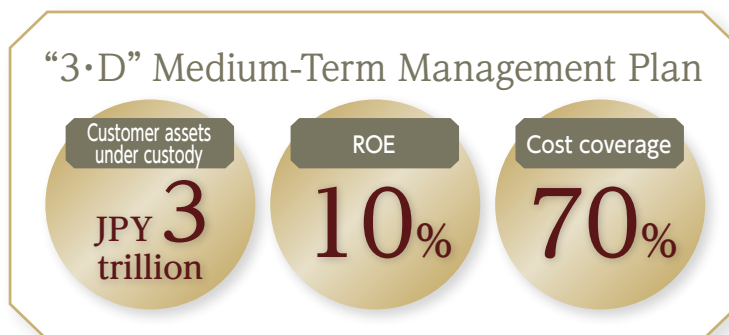 “3・D” Medium-Term Management Plan
Customer assets
under custody
JPY 3
trillion
ROE
10%
Cost coverage
70%